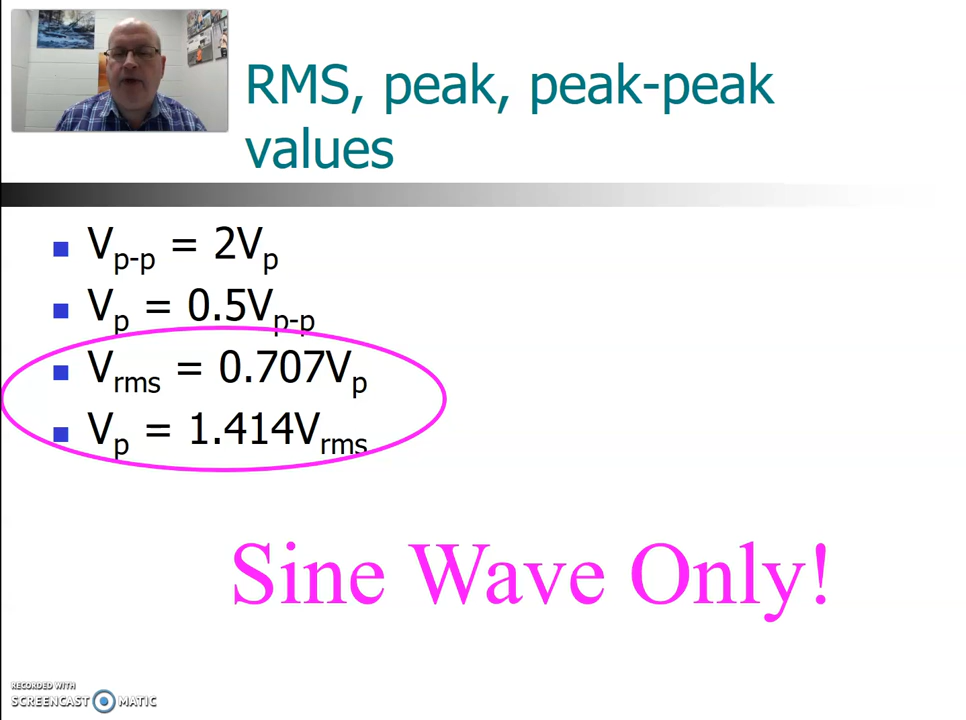 RMS, peak, peak-peak
values
Vp-p = 2Vp
Vp = 0.5Vp-p
Vrms = 0.707Vp
Vp = 1.414Vrms
Sine Wave Only!
RECORDED WITH
SCREENCAST MATIC